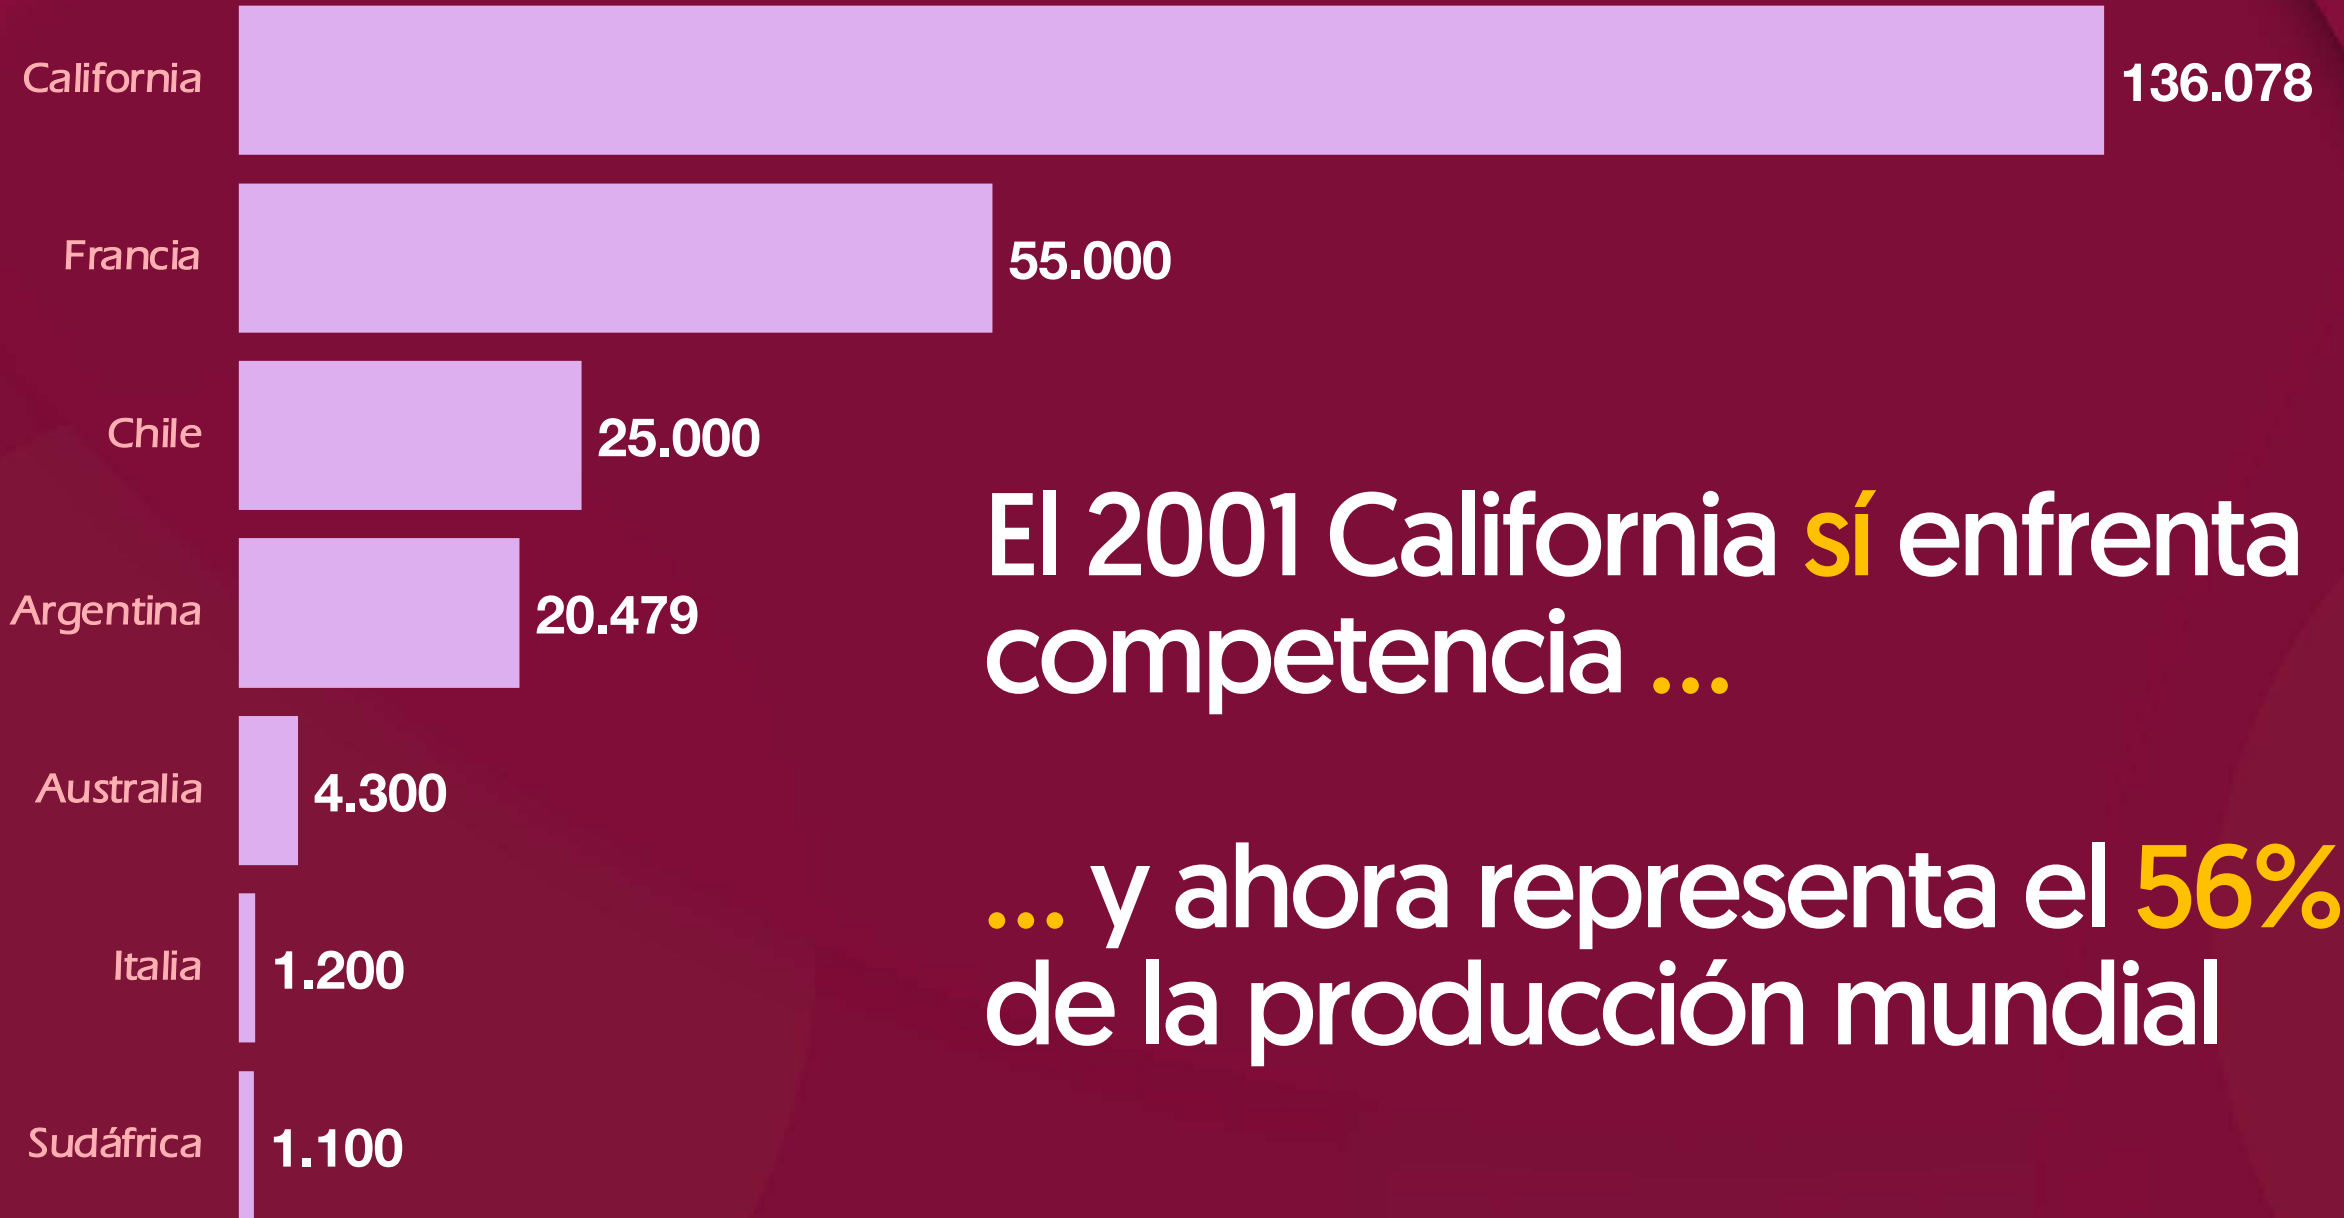 California 136.078
Francia 55.000
Chile 25.000
Argentina 20.479
Australia 4.300
Italia 1.200
Sudáfrica 1.100
El 2001 California sí enfrenta
competencia ...
... y ahora representa el 56%
de la producción mundial